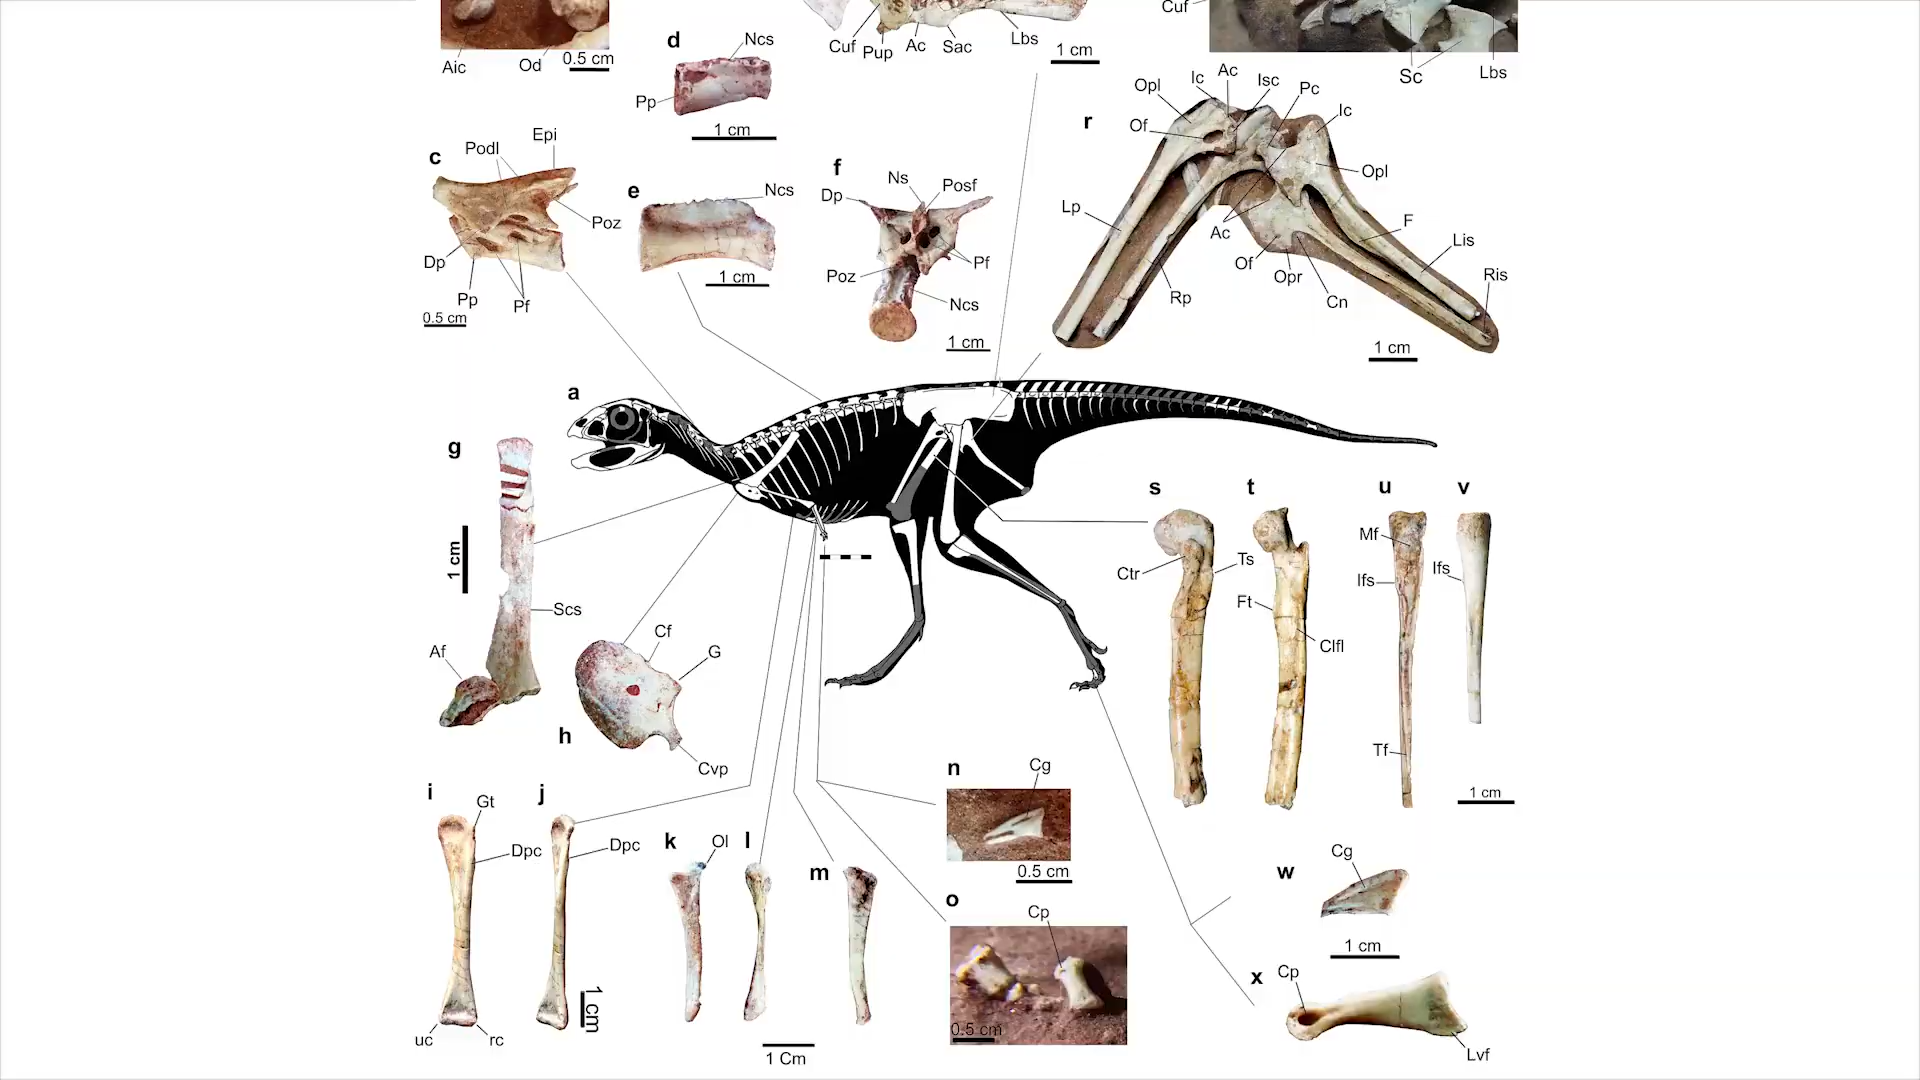 Aic
Od
0.5 cm
d
Ncs
Pp
1 cm
Cuf
Pup
Ac
Sac
Lbs
1 cm
Cuf
Sc
Lbs
c
Podl
Epi
Poz
Dp
Pp
Pf
0.5 cm
e
Ncs
1 cm
f
Ns
Posf
Dp
Poz
Pf
Ncs
1 cm
r
Opl
Ic
Ac
Isc
Pc
Ic
Of
Opl
Lp
Ac
F
Lis
Of
Opr
Cn
Ris
Rp
1 cm
a
g
1 cm
Scs
Af
h
Cf
G
Cvp
s
t
u
v
Ctr
Ts
Ft
Clfl
Mf
lfs
lfs
Tf
1 cm
i
Gt
Dpc
uc
rc
j
Dpc
1 cm
k
Ol
l
m
1 Cm
n
Cg
0.5 cm
o
Cp
0.5 cm
w
Cg
1 cm
x
Cp
Lvf